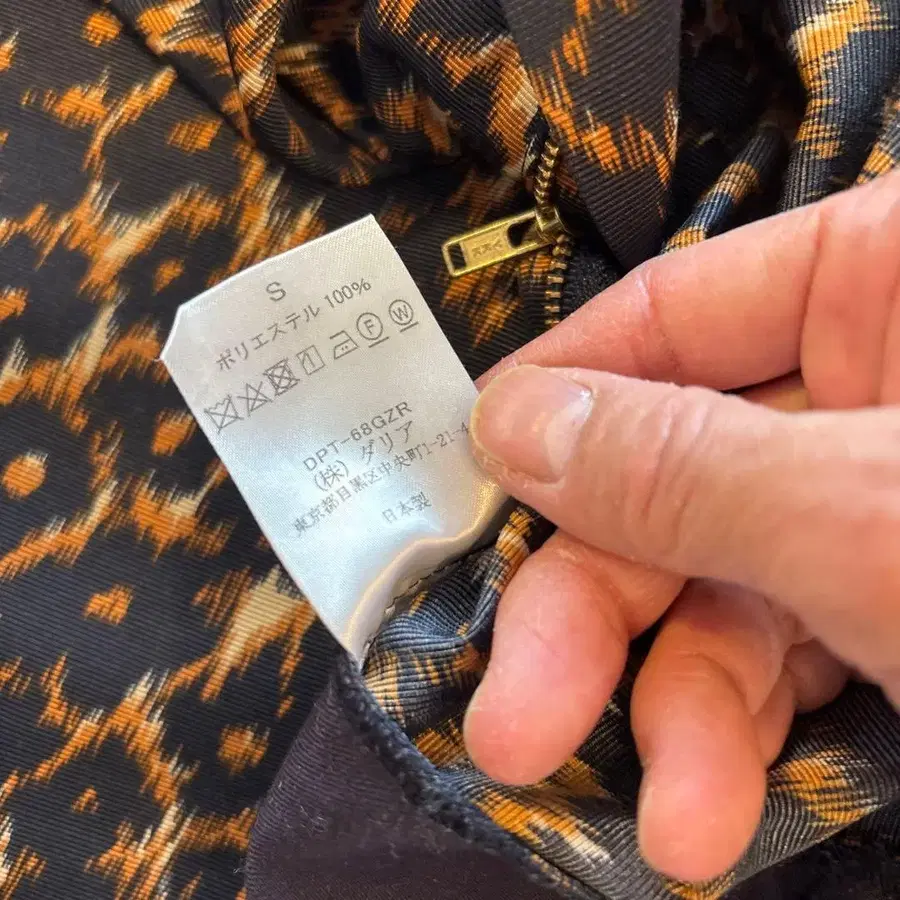 S
ポリエステル 100%
F W
DPT-68GZR
(株) ダリア
東京都目黒区中央町1-21-4
日本製